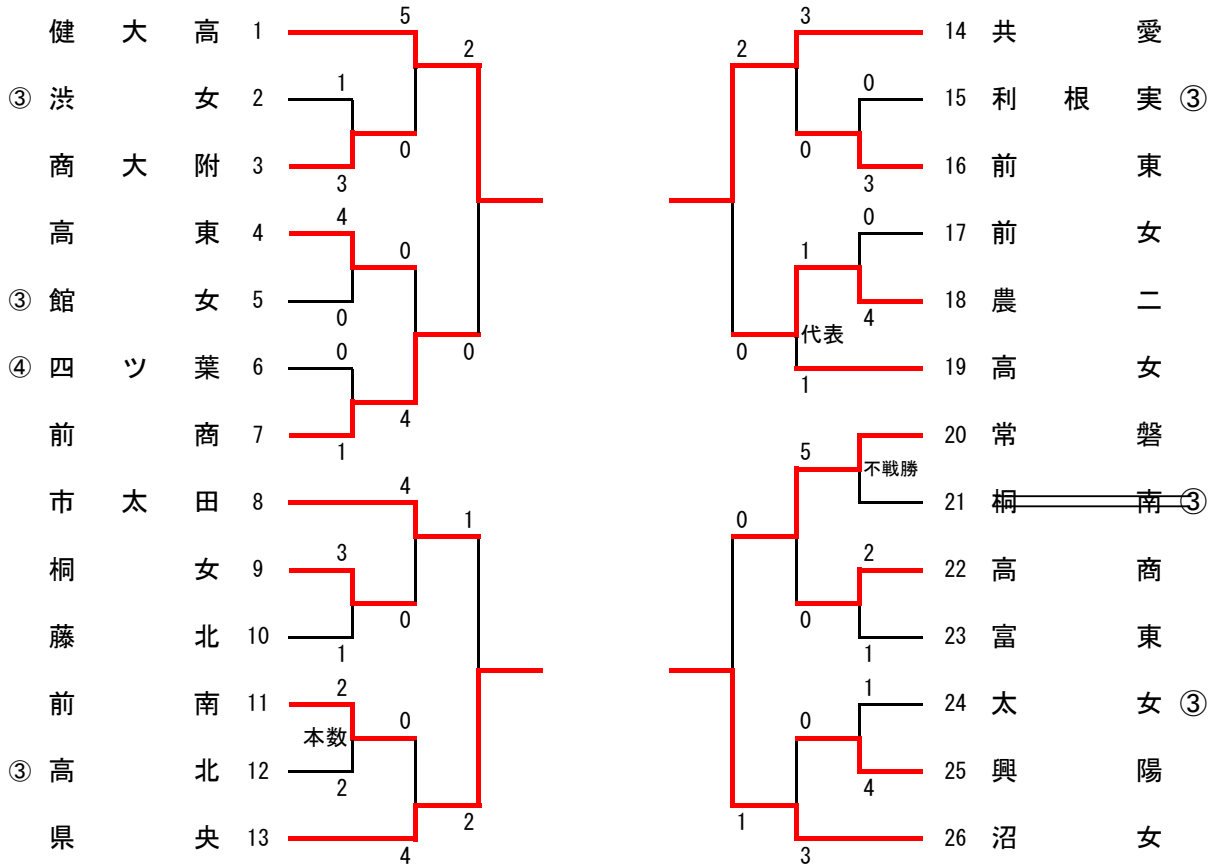 5 3
健大高 1 2 2 14 共愛
③ 渋女 2 1 0 15 利根実 ③
0 0
商大附 3 3 3 16 前東
高東 4 4 0 1 0 17 前女
③ 館女 5 0 4 18 農二
④ 四ツ葉 6 0 0 0 代表 1 19 高女
前商 7 1 4 5 20 常磐
不戦勝
市太田 8 4 1 0 21 桐南 ③
桐女 9 3 2 22 高商
0 0
藤北 10 1 1 23 富東
前南 11 2 0 0 1 24 太女 ③
本数
③ 高北 12 2 4 25 興陽
2 1
県央 13 4 3 26 沼女